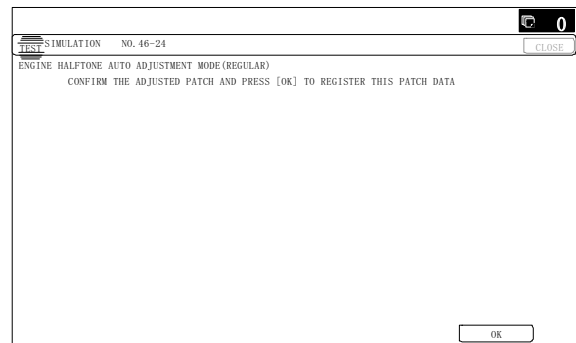 0
TEST SIMULATION NO.46-24
CLOSE
ENGINE HALFTONE AUTO ADJUSTMENT MODE(REGULAR)
CONFIRM THE ADJUSTED PATCH AND PRESS [OK] TO REGISTER THIS PATCH DATA
OK